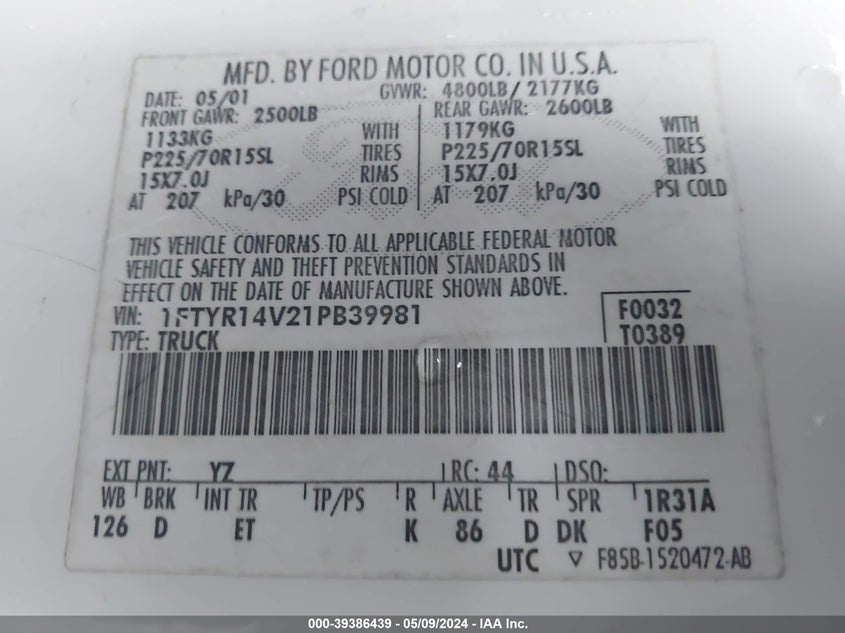 MFD. BY FORD MOTOR CO. IN U.S.A.
DATE: 05/01 GVWR: 4800LB/ 2177KG
FRONT GAWR: 2500LB REAR GAWR: 2600LB
1133KG WITH 1179KG WITH
P225/70R15SL TIRES P225/70R15SL TIRES
15X7.0J RIMS 15X7.0J RIMS
AT 207 kPa/30 PSI COLD AT 207 kPa/30 PSI COLD
THIS VEHICLE CONFORMS TO ALL APPLICABLE FEDERAL MOTOR
VEHICLE SAFETY AND THEFT PREVENTION STANDARDS IN
EFFECT ON THE DATE OF MANUFACTURE SHOWN ABOVE.
VIN: 1FTYR14V21PB39981 F0032
TYPE: TRUCK T0389
EXT PNT: YZ RC: 44 DSO:
WB BRK INT TR TP/PS R AXLE TR SPR 1R31A
126 D ET K 86 D DK F05
UTC ▽ F85B-1520472-AB
000-39386439 - 05/09/2024 - IAA Inc.